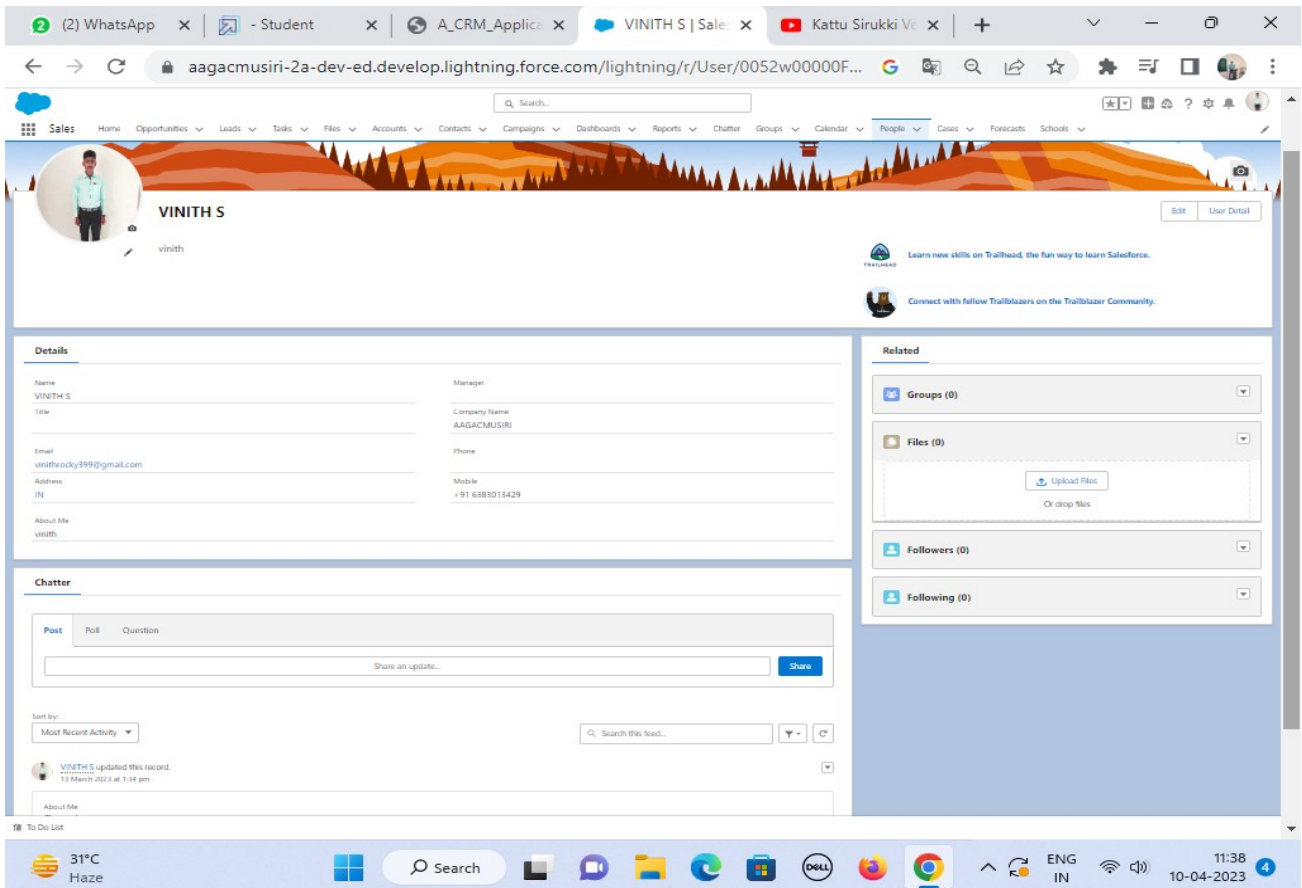 (2) WhatsApp
- Student
A_CRM_Applica
VINITH S | Sale
Kattu Sirukki Ve
aagacmusiri-2a-dev-ed.develop.lightning.force.com/lightning/r/User/0052w00000F...
Search...
Sales Home Opportunities Leads Tasks Files Accounts Contacts Campaigns Dashboards Reports Chatter Groups Calendar People Cases Forecasts Schools
VINITH S
Edit User Detail
vinith
TRAILHEAD
Learn new skills on Trailhead, the fun way to learn Salesforce.
Connect with fellow Trailblazers on the Trailblazer Community.
Details
Name
VINITH S
Manager
Title
Company Name
AAGACMUSIRI
Email
vinithrocky399@gmail.com
Phone
Address
IN
Mobile
+91 6383013429
About Me
vinith
Related
Groups (0)
Files (0)
Upload Files
Or drop files
Followers (0)
Following (0)
Chatter
Post Poll Question
Share an update...
Share
Sort by:
Most Recent Activity
Search this feed...
VINITH S updated this record.
13 March 2023 at 1:34 pm
About Me
To Do List
31°C
Haze
Search
DELL
ENG
IN
11:38
10-04-2023
4